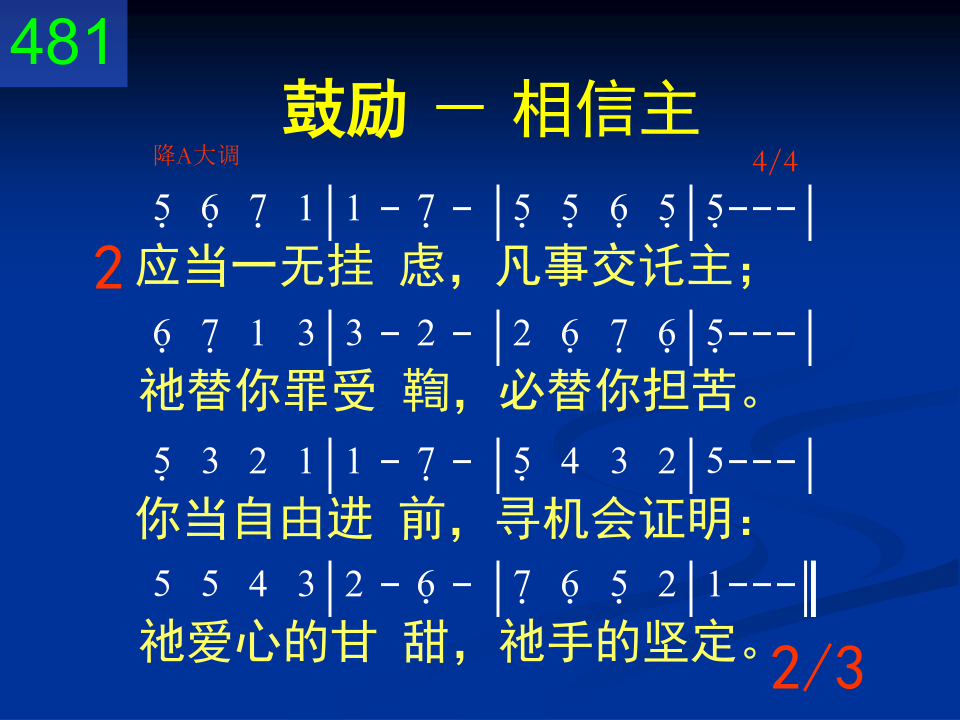 481
鼓励 － 相信主
降A大调 4/4
5̣ 6̣ 7̣ 1|1 - 7̣ - |5̣ 5̣ 6̣ 5̣|5̣---|
2 应当一无挂 虑，凡事交讬主；
6̣ 7̣ 1 3|3 - 2 - |2 6̣ 7̣ 6̣|5̣---|
祂替你罪受 鞫，必替你担苦。
5̣ 3 2 1|1 - 7̣ - |5̣ 4 3 2|5---|
你当自由进 前，寻机会证明：
5 5 4 3|2 - 6̣ - |7̣ 6̣ 5̣ 2|1---‖
祂爱心的甘 甜，祂手的坚定。
2/3